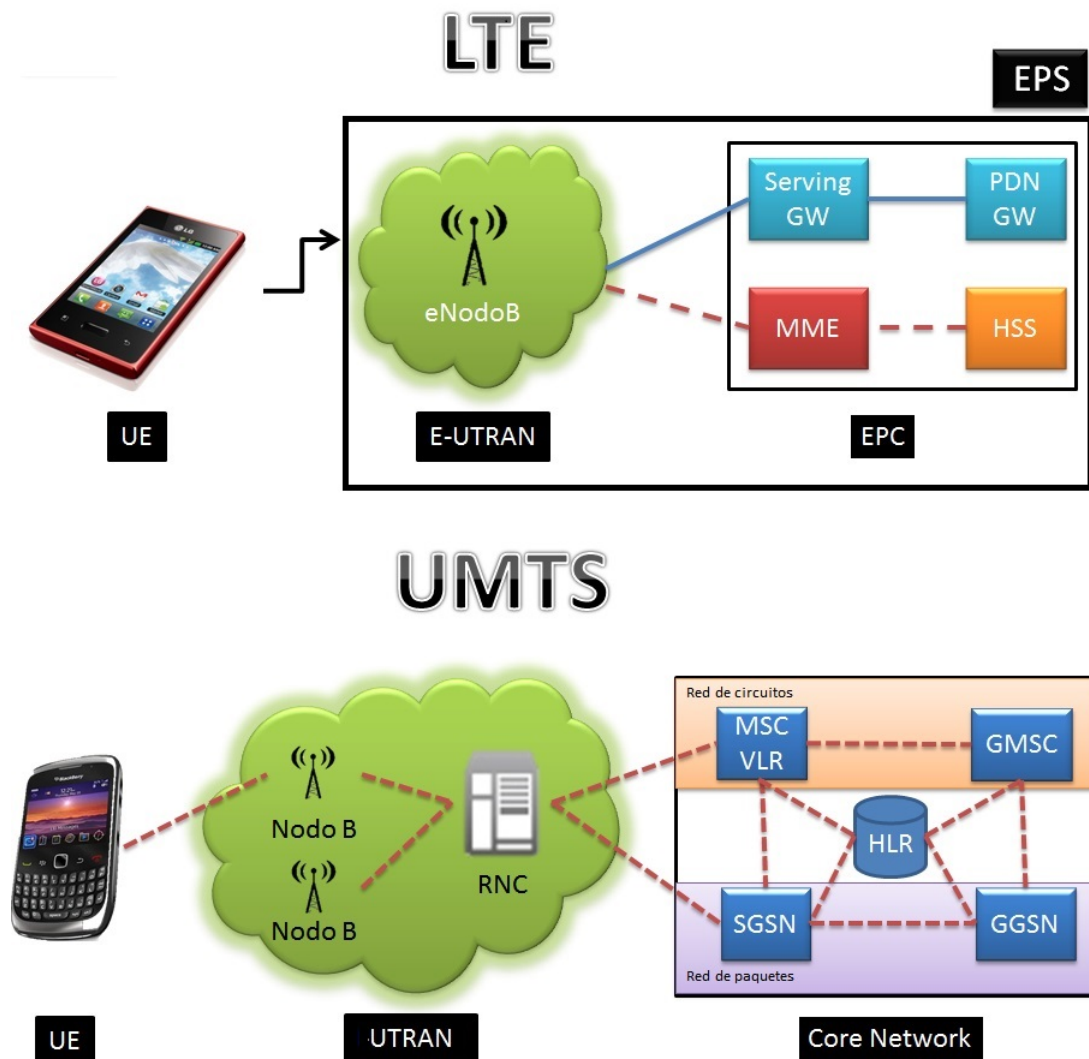 LTE
EPS
Serving
GW
PDN
GW
eNodoB
MME
HSS
LG
UE
E-UTRAN
EPC
UMTS
Red de circuitos
MSC
VLR
GMSC
Nodo B
HLR
RNC
Nodo B
SGSN
GGSN
Red de paquetes
UE
-UTRAN
Core Network